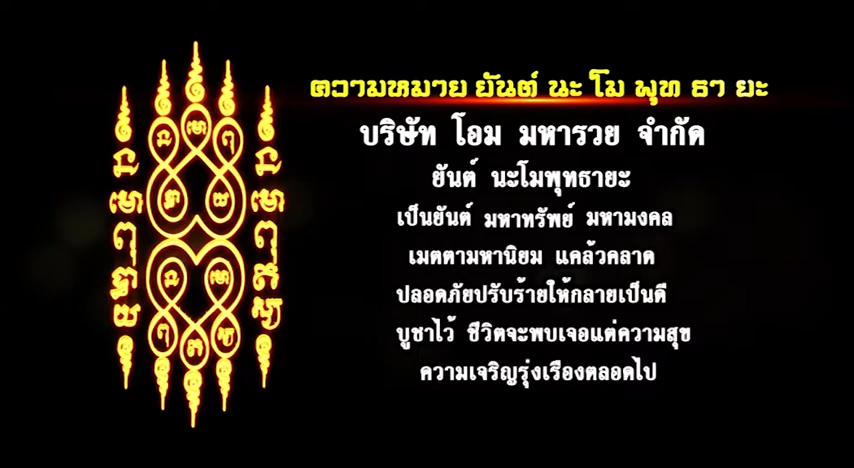 ความหมาย ยันต์ นะ โม พุท ธา ยะ
บริษัท โอม มหารวย จำกัด
ยันต์ นะโมพุทธายะ
เป็นยันต์ มหาทรัพย์ มหามงคล
เมตตามหานิยม แคล้วคลาด
ปลอดภัยปรับร้ายให้กลายเป็นดี
บูชาไว้ ชีวิตจะพบเจอแต่ความสุข
ความเจริญรุ่งเรืองตลอดไป